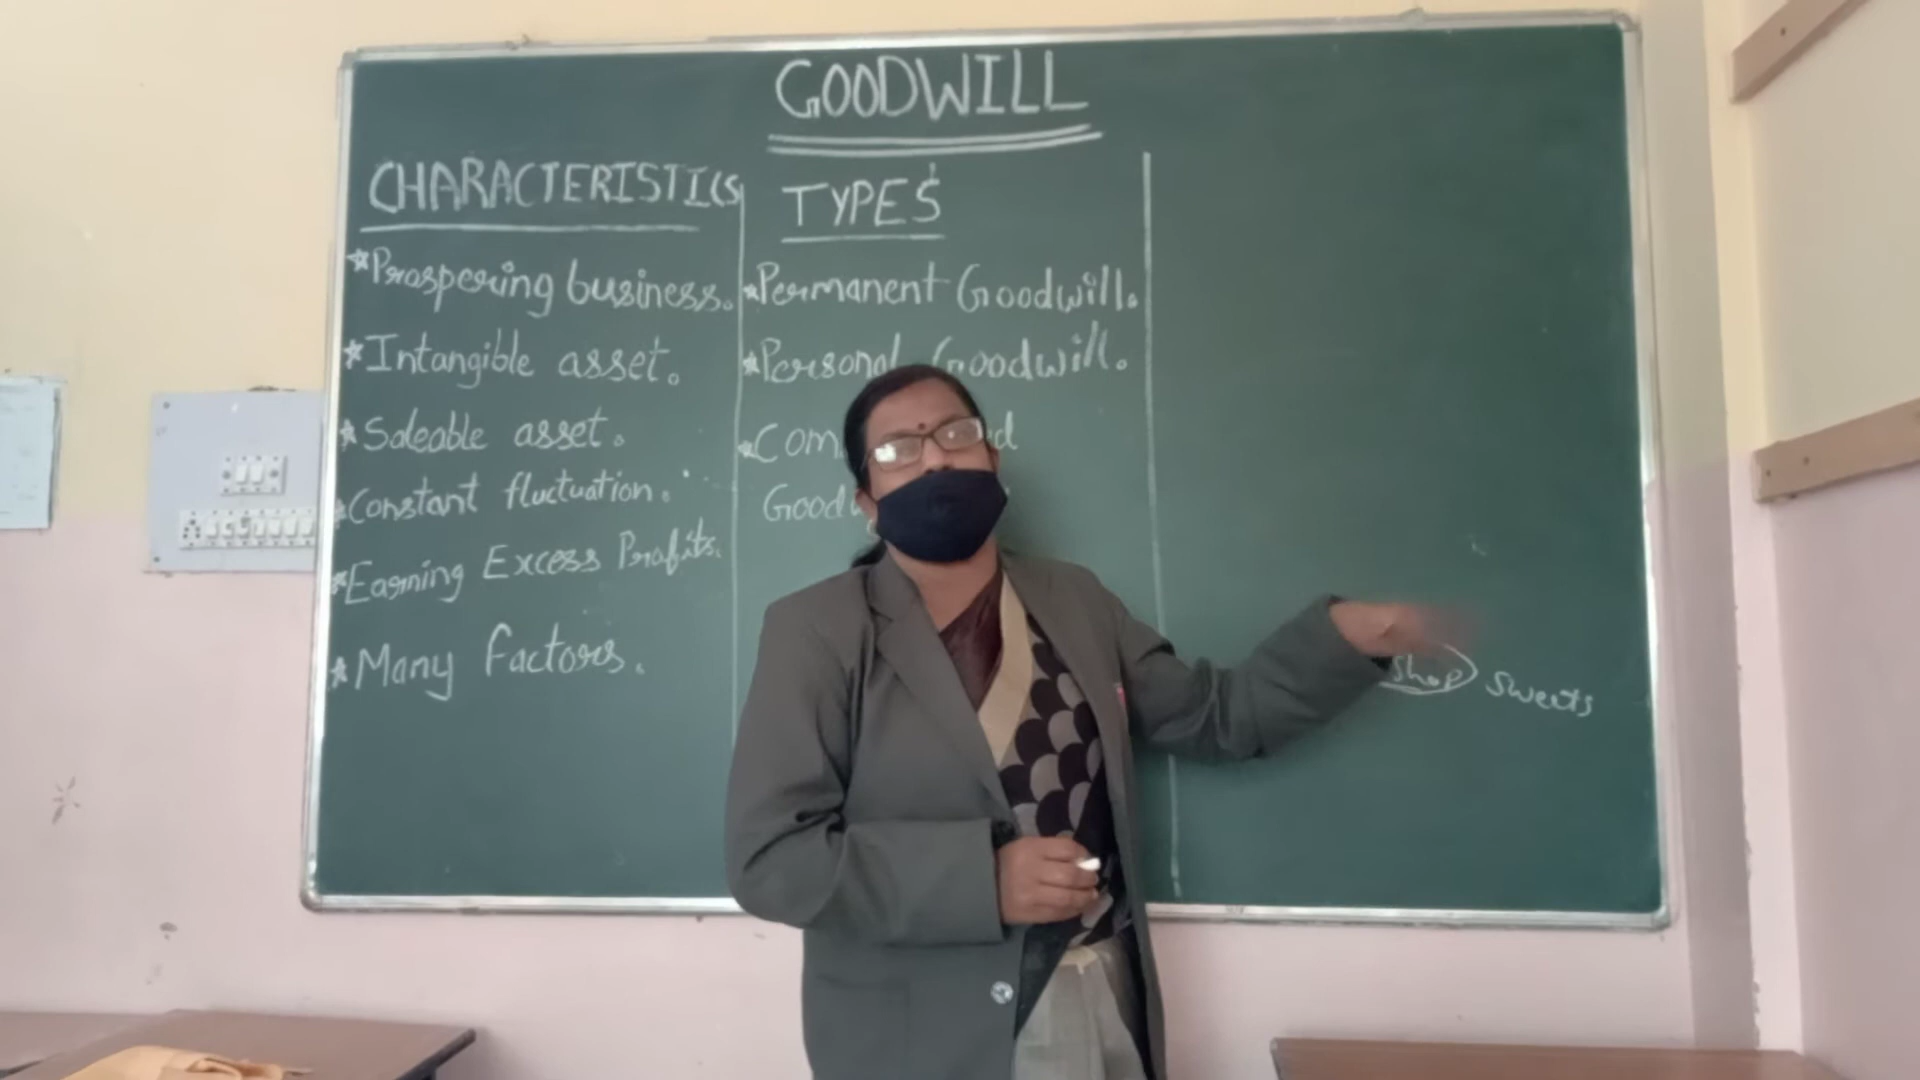 GOODWILL
CHARACTERISTICS
* Prospering business.
* Intangible asset.
* Saleable asset.
* Constant fluctuation.
* Earning Excess Profits.
* Many factors.
TYPES
* Permanent Goodwill.
* Personal Goodwill.
shop sweets